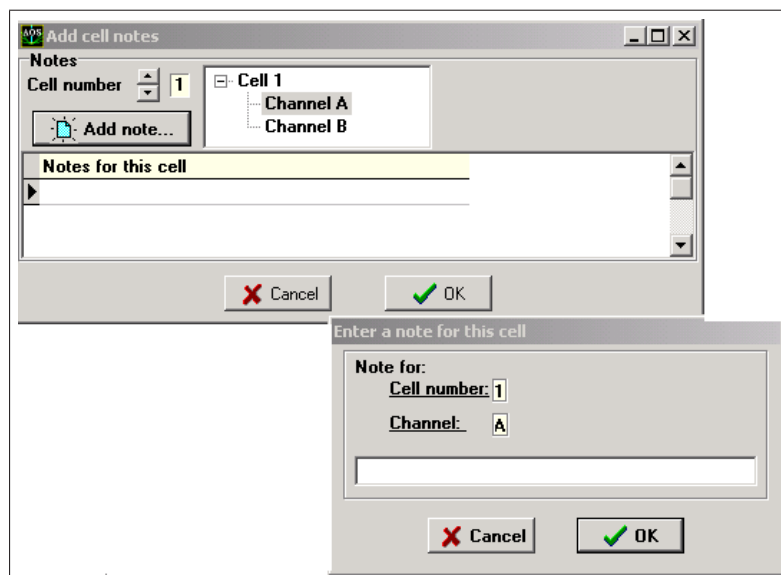 AQS Add cell notes
Notes
Cell number 1
Cell 1
Channel A
Channel B
Add note...
Notes for this cell
Cancel
OK
Enter a note for this cell
Note for:
Cell number: 1
Channel: A
Cancel
OK